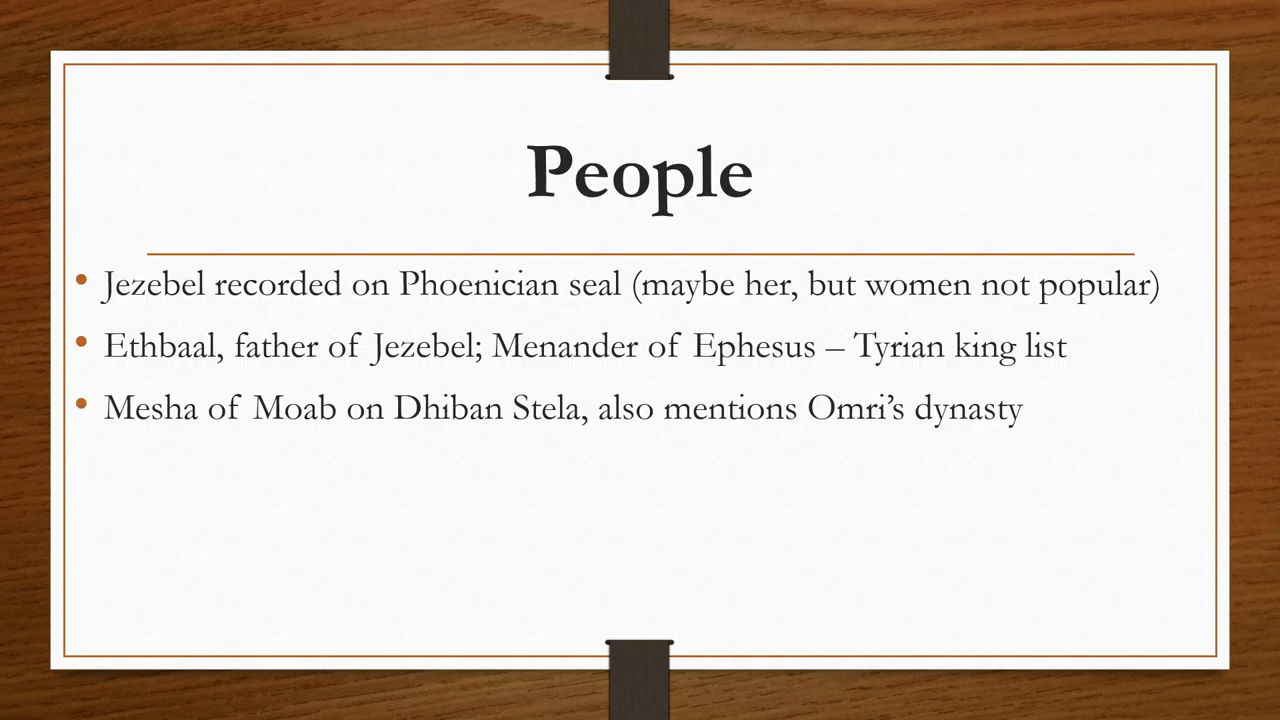 People
• Jezebel recorded on Phoenician seal (maybe her, but women not popular)
• Ethbaal, father of Jezebel; Menander of Ephesus – Tyrian king list
• Mesha of Moab on Dhiban Stela, also mentions Omri’s dynasty